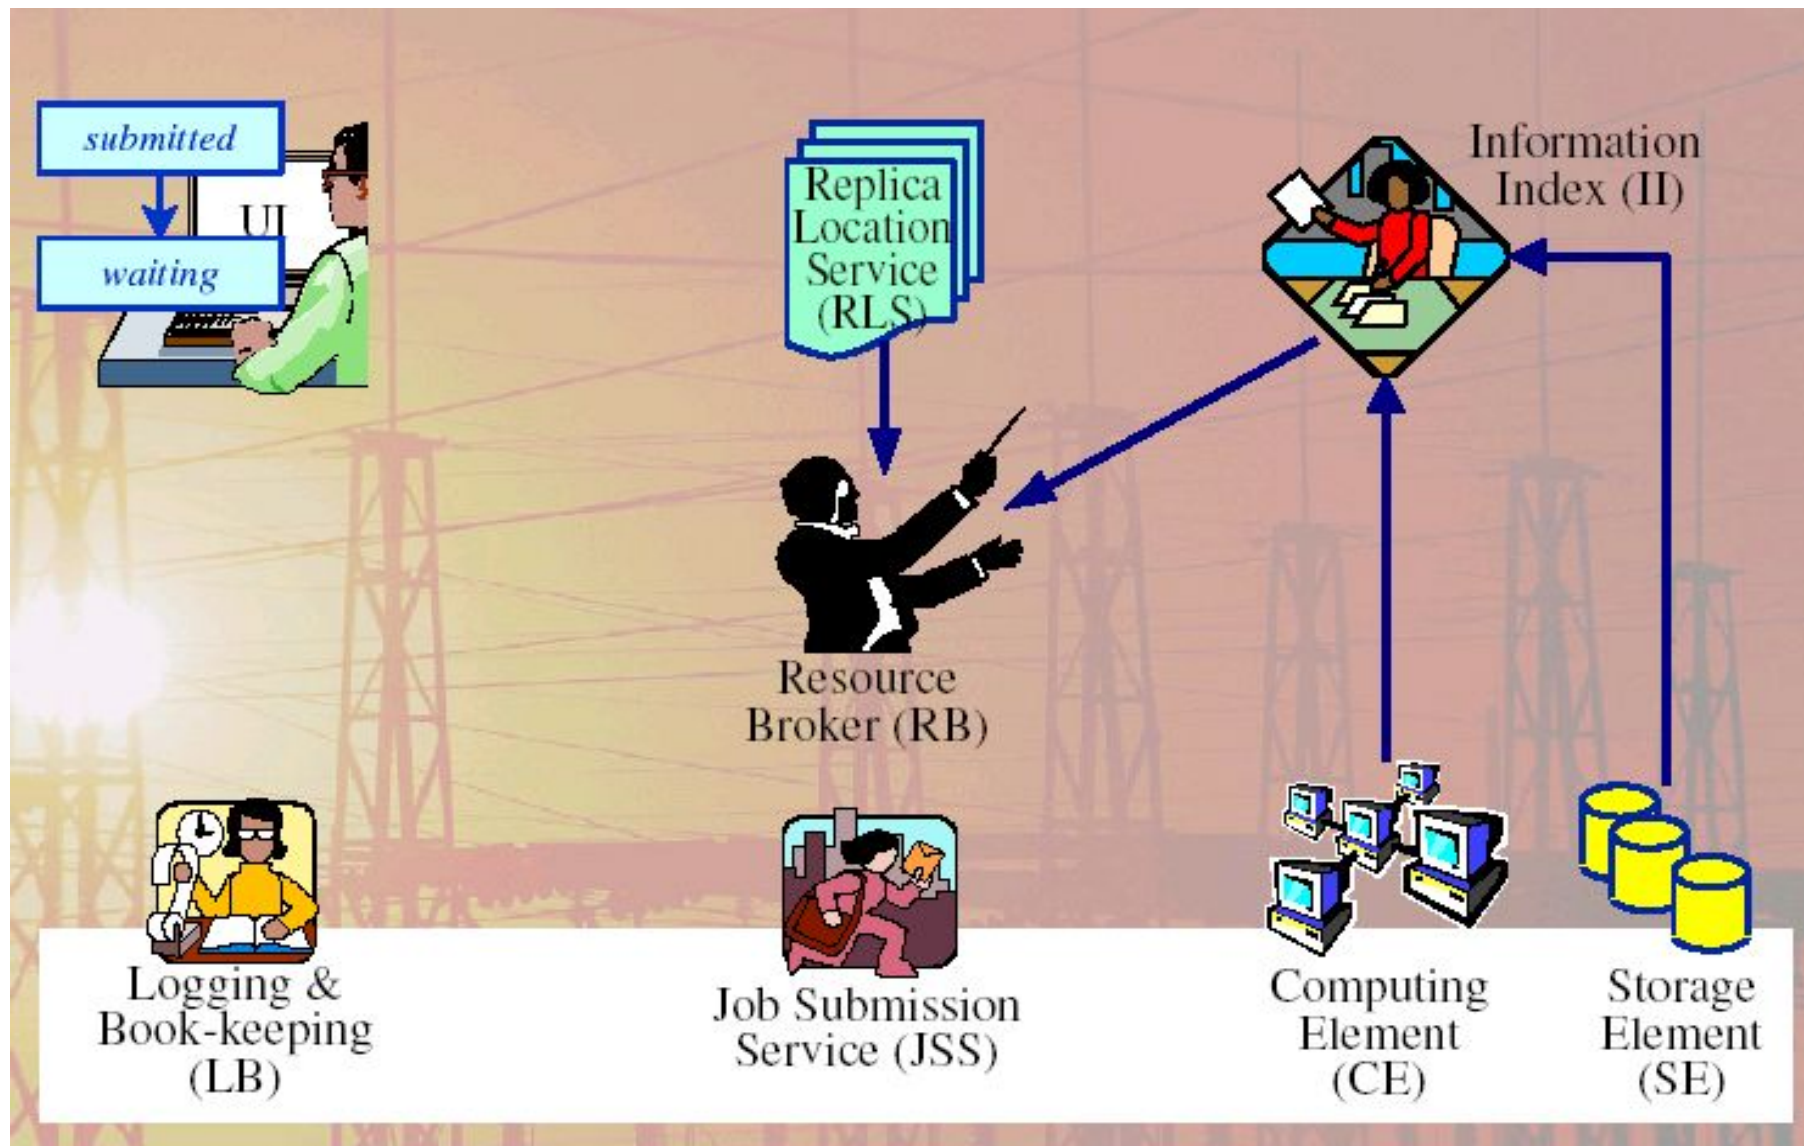 submitted
UI
waiting
Replica
Location
Service
(RLS)
Information
Index (II)
Resource
Broker (RB)
Logging &
Book-keeping
(LB)
Job Submission
Service (JSS)
Computing
Element
(CE)
Storage
Element
(SE)